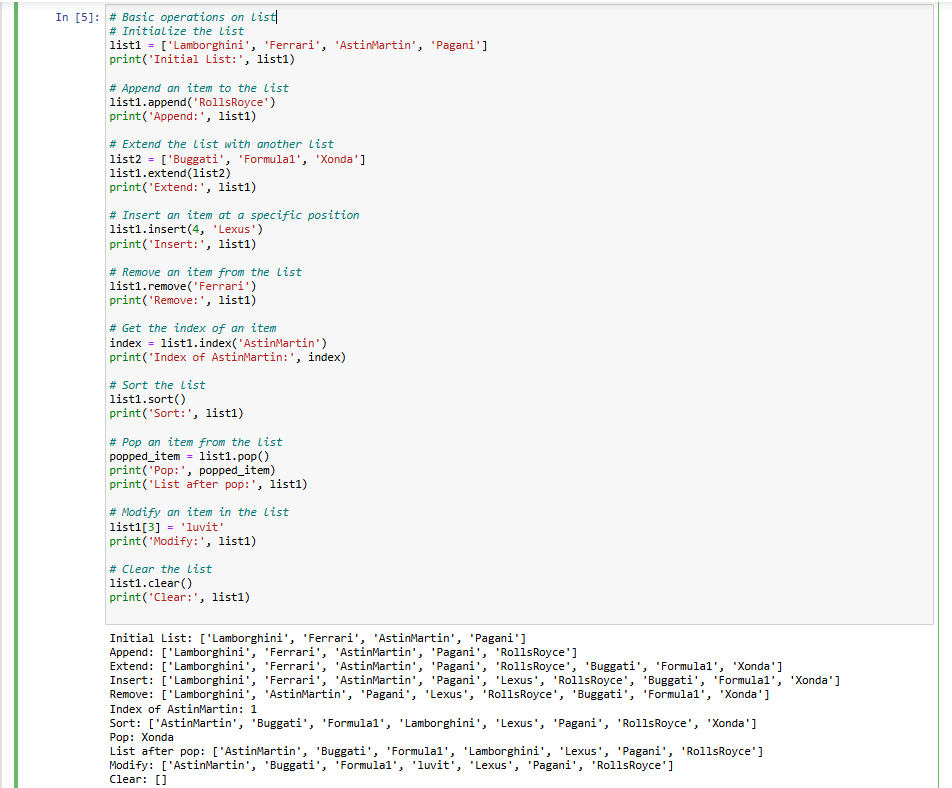 In [5]: # Basic operations on list
# Initialize the list
list1 = ['Lamborghini', 'Ferrari', 'AstinMartin', 'Pagani']
print('Initial List:', list1)

# Append an item to the list
list1.append('RollsRoyce')
print('Append:', list1)

# Extend the list with another list
list2 = ['Buggati', 'Formula1', 'Xonda']
list1.extend(list2)
print('Extend:', list1)

# Insert an item at a specific position
list1.insert(4, 'Lexus')
print('Insert:', list1)

# Remove an item from the list
list1.remove('Ferrari')
print('Remove:', list1)

# Get the index of an item
index = list1.index('AstinMartin')
print('Index of AstinMartin:', index)

# Sort the list
list1.sort()
print('Sort:', list1)

# Pop an item from the list
popped_item = list1.pop()
print('Pop:', popped_item)
print('List after pop:', list1)

# Modify an item in the list
list1[3] = 'luvit'
print('Modify:', list1)

# Clear the list
list1.clear()
print('Clear:', list1)

Initial List: ['Lamborghini', 'Ferrari', 'AstinMartin', 'Pagani']
Append: ['Lamborghini', 'Ferrari', 'AstinMartin', 'Pagani', 'RollsRoyce']
Extend: ['Lamborghini', 'Ferrari', 'AstinMartin', 'Pagani', 'RollsRoyce', 'Buggati', 'Formula1', 'Xonda']
Insert: ['Lamborghini', 'Ferrari', 'AstinMartin', 'Pagani', 'Lexus', 'RollsRoyce', 'Buggati', 'Formula1', 'Xonda']
Remove: ['Lamborghini', 'AstinMartin', 'Pagani', 'Lexus', 'RollsRoyce', 'Buggati', 'Formula1', 'Xonda']
Index of AstinMartin: 1
Sort: ['AstinMartin', 'Buggati', 'Formula1', 'Lamborghini', 'Lexus', 'Pagani', 'RollsRoyce', 'Xonda']
Pop: Xonda
List after pop: ['AstinMartin', 'Buggati', 'Formula1', 'Lamborghini', 'Lexus', 'Pagani', 'RollsRoyce']
Modify: ['AstinMartin', 'Buggati', 'Formula1', 'luvit', 'Lexus', 'Pagani', 'RollsRoyce']
Clear: []